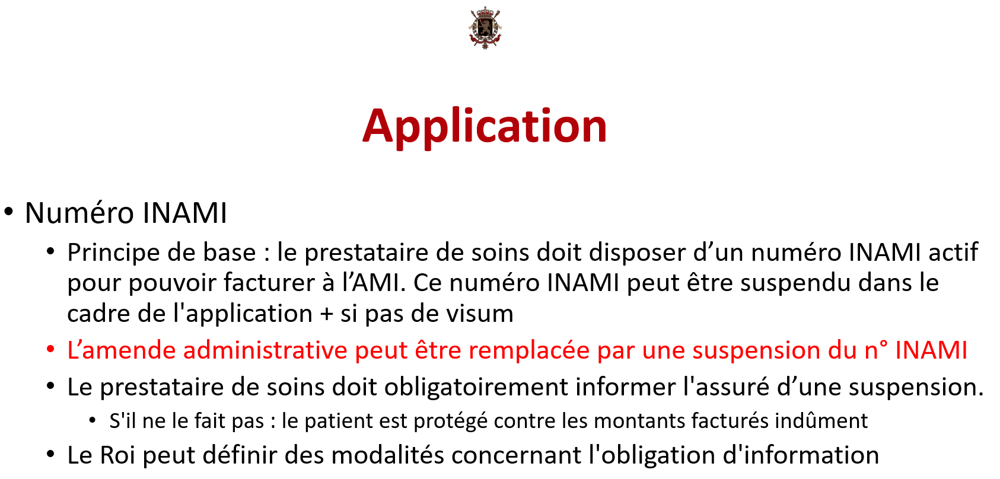 Application
• Numéro INAMI
• Principe de base : le prestataire de soins doit disposer d’un numéro INAMI actif
pour pouvoir facturer à l’AMI. Ce numéro INAMI peut être suspendu dans le
cadre de l'application + si pas de visum
• L’amende administrative peut être remplacée par une suspension du n° INAMI
• Le prestataire de soins doit obligatoirement informer l'assuré d’une suspension.
• S'il ne le fait pas : le patient est protégé contre les montants facturés indûment
• Le Roi peut définir des modalités concernant l'obligation d'information